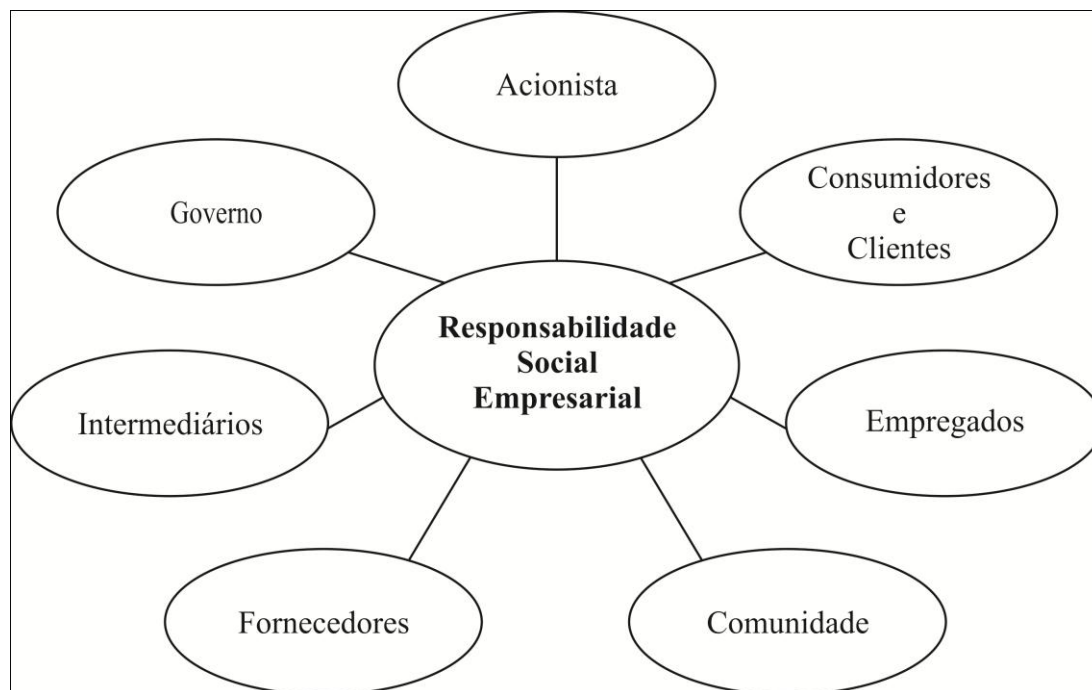 Acionista
Governo
Consumidores
e
Clientes
Responsabilidade
Social
Empresarial
Intermediários
Empregados
Fornecedores
Comunidade